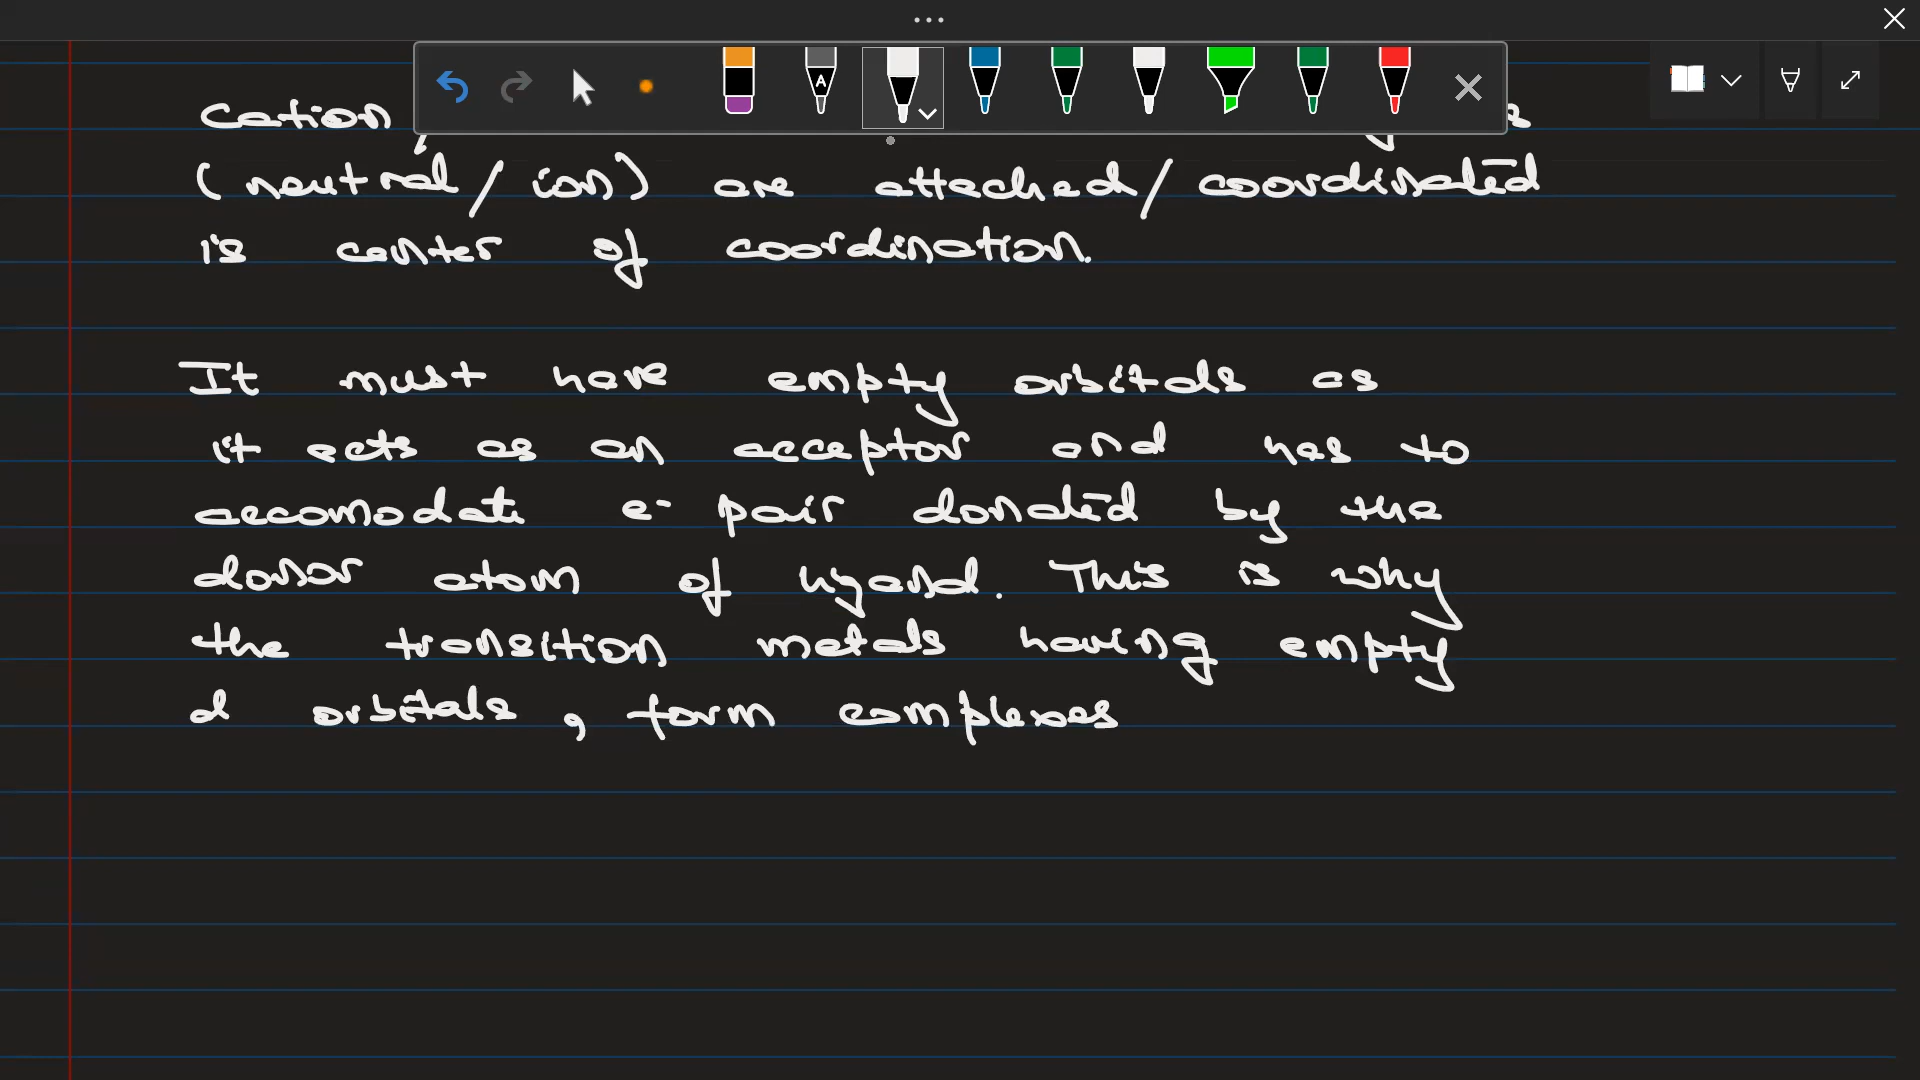 Cation
(neutral/ion) are attached/coordinated
is center of coordination.
It must have empty orbitals as
it acts as an acceptor and has to
accomodate e- pair donated by the
donor atom of ligand. This is why
the transition metals having empty
d orbitals, form complexes